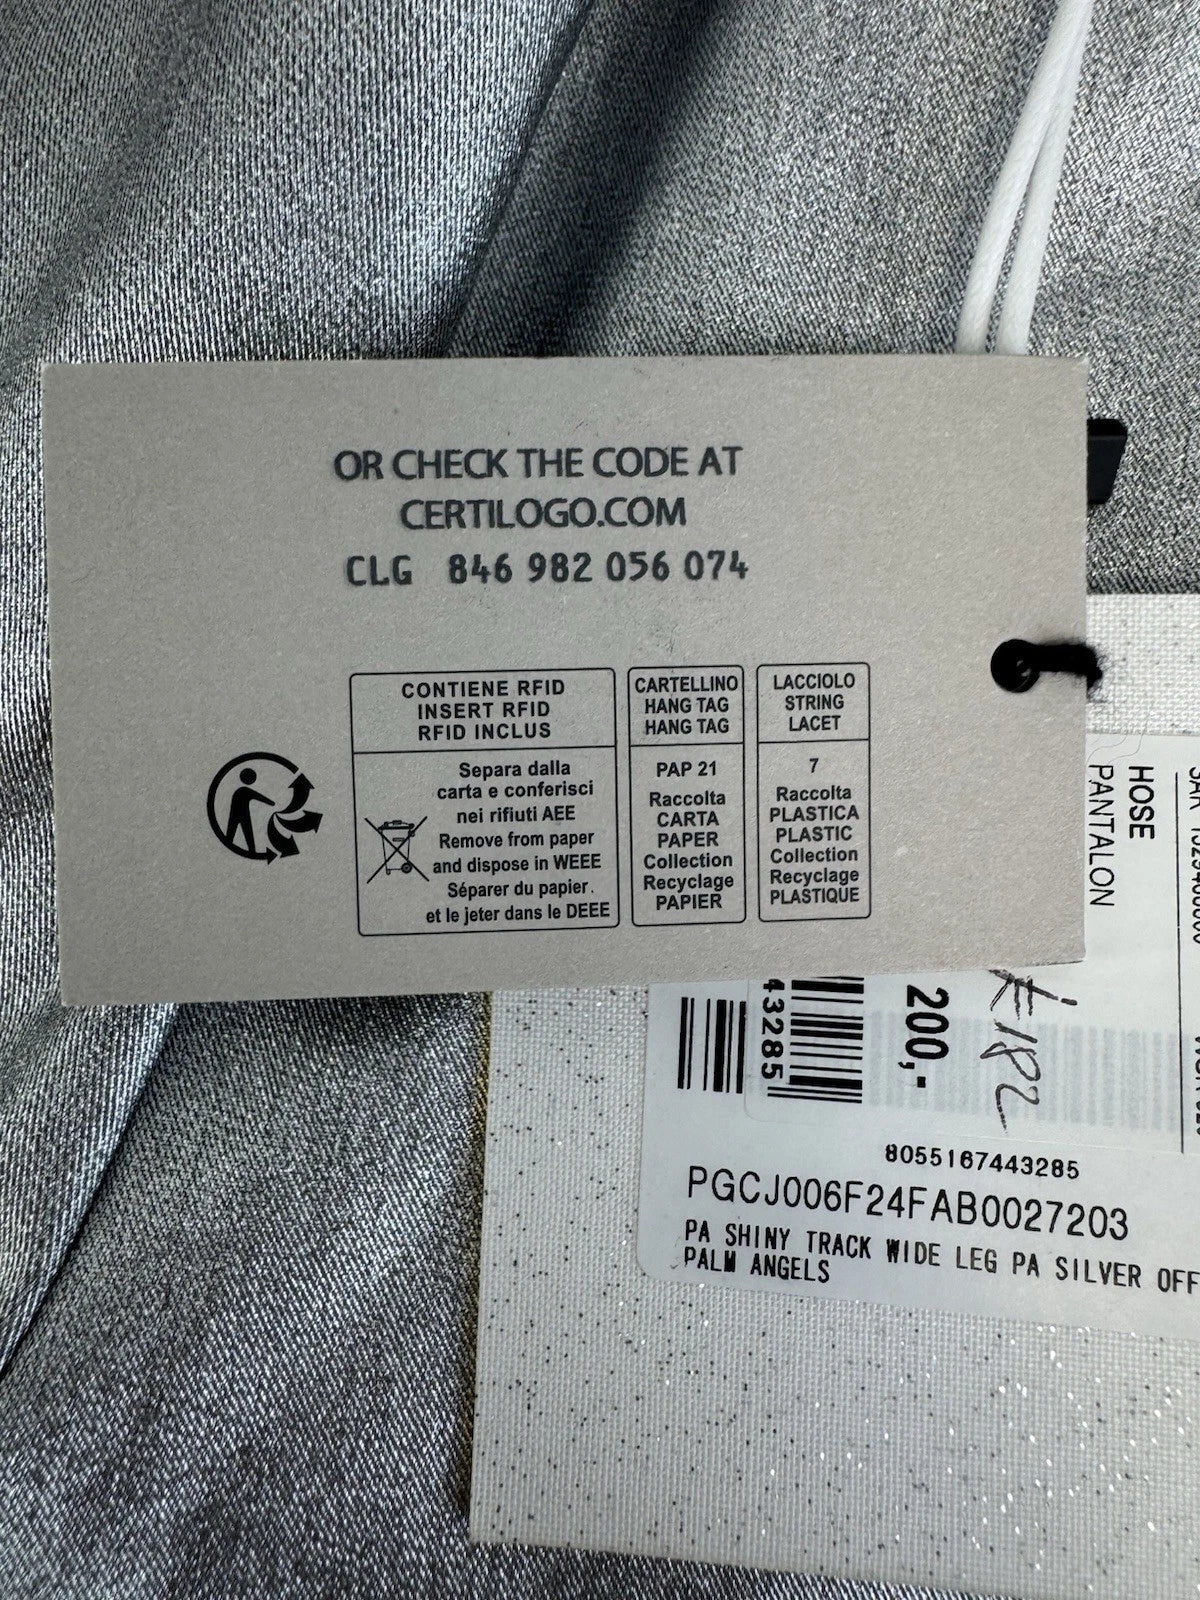 OR CHECK THE CODE AT
CERTILOGO.COM
CLG 846 982 056 074
CONTIENE RFID
INSERT RFID
RFID INCLUS
Separa dalla
carta e conferisci
nei rifiuti AEE
Remove from paper
and dispose in WEEE
Séparer du papier.
et le jeter dans le DEEE
CARTELLINO
HANG TAG
HANG TAG
PAP 21
Raccolta
CARTA
PAPER
Collection
Recyclage
PAPIER
LACCIOLO
STRING
LACET
7
Raccolta
PLASTICA
PLASTIC
Collection
Recyclage
PLASTIQUE
HOSE
PANTALON
43285
200,-
€182
8055167443285
PGCJ006F24FAB0027203
PA SHINY TRACK WIDE LEG PA SILVER OFF
PALM ANGELS